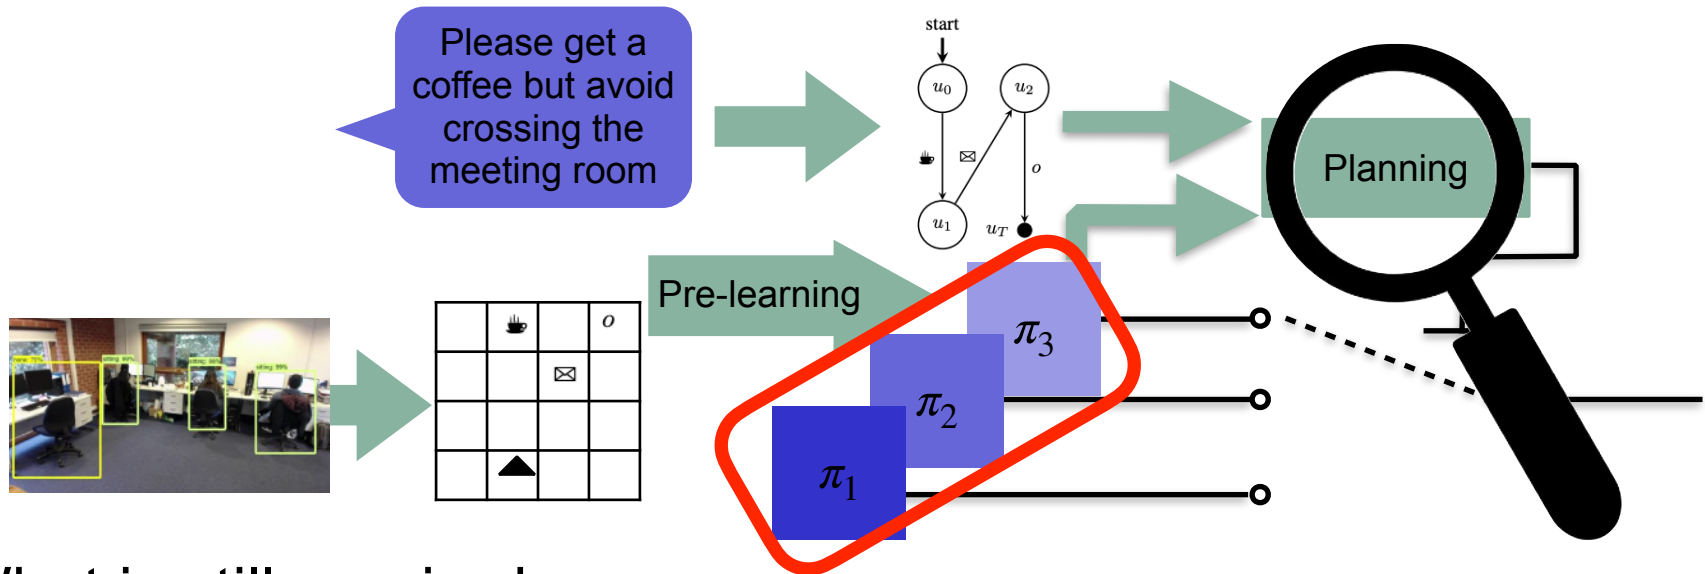 Please get a
coffee but avoid
crossing the
meeting room
start
u0
u2
o
u1
uT
Planning
Pre-learning
o
π3
π2
π1